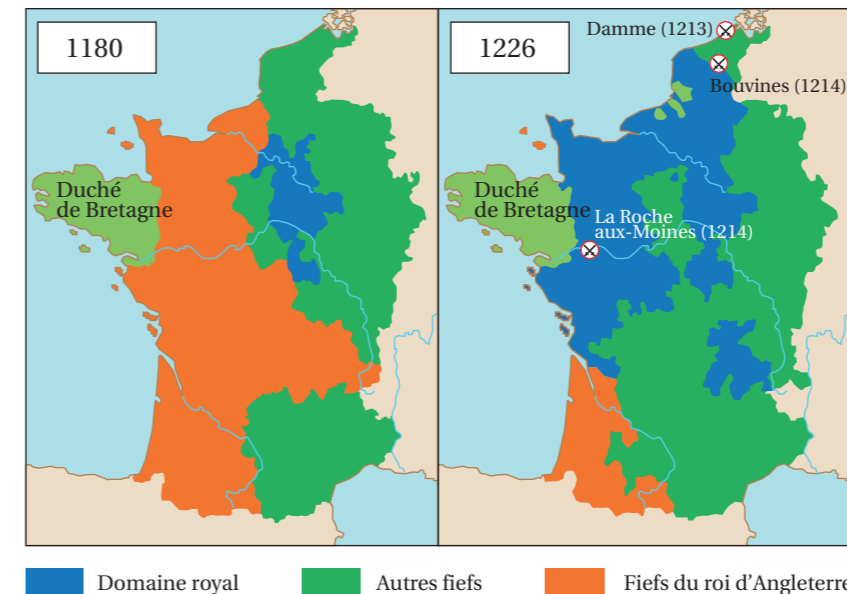 1180
Duché
de Bretagne
1226
Damme (1213)
Bouvines (1214)
Duché
de Bretagne
La Roche
aux-Moines (1214)
Domaine royal
Autres fiefs
Fiefs du roi d'Angleterre